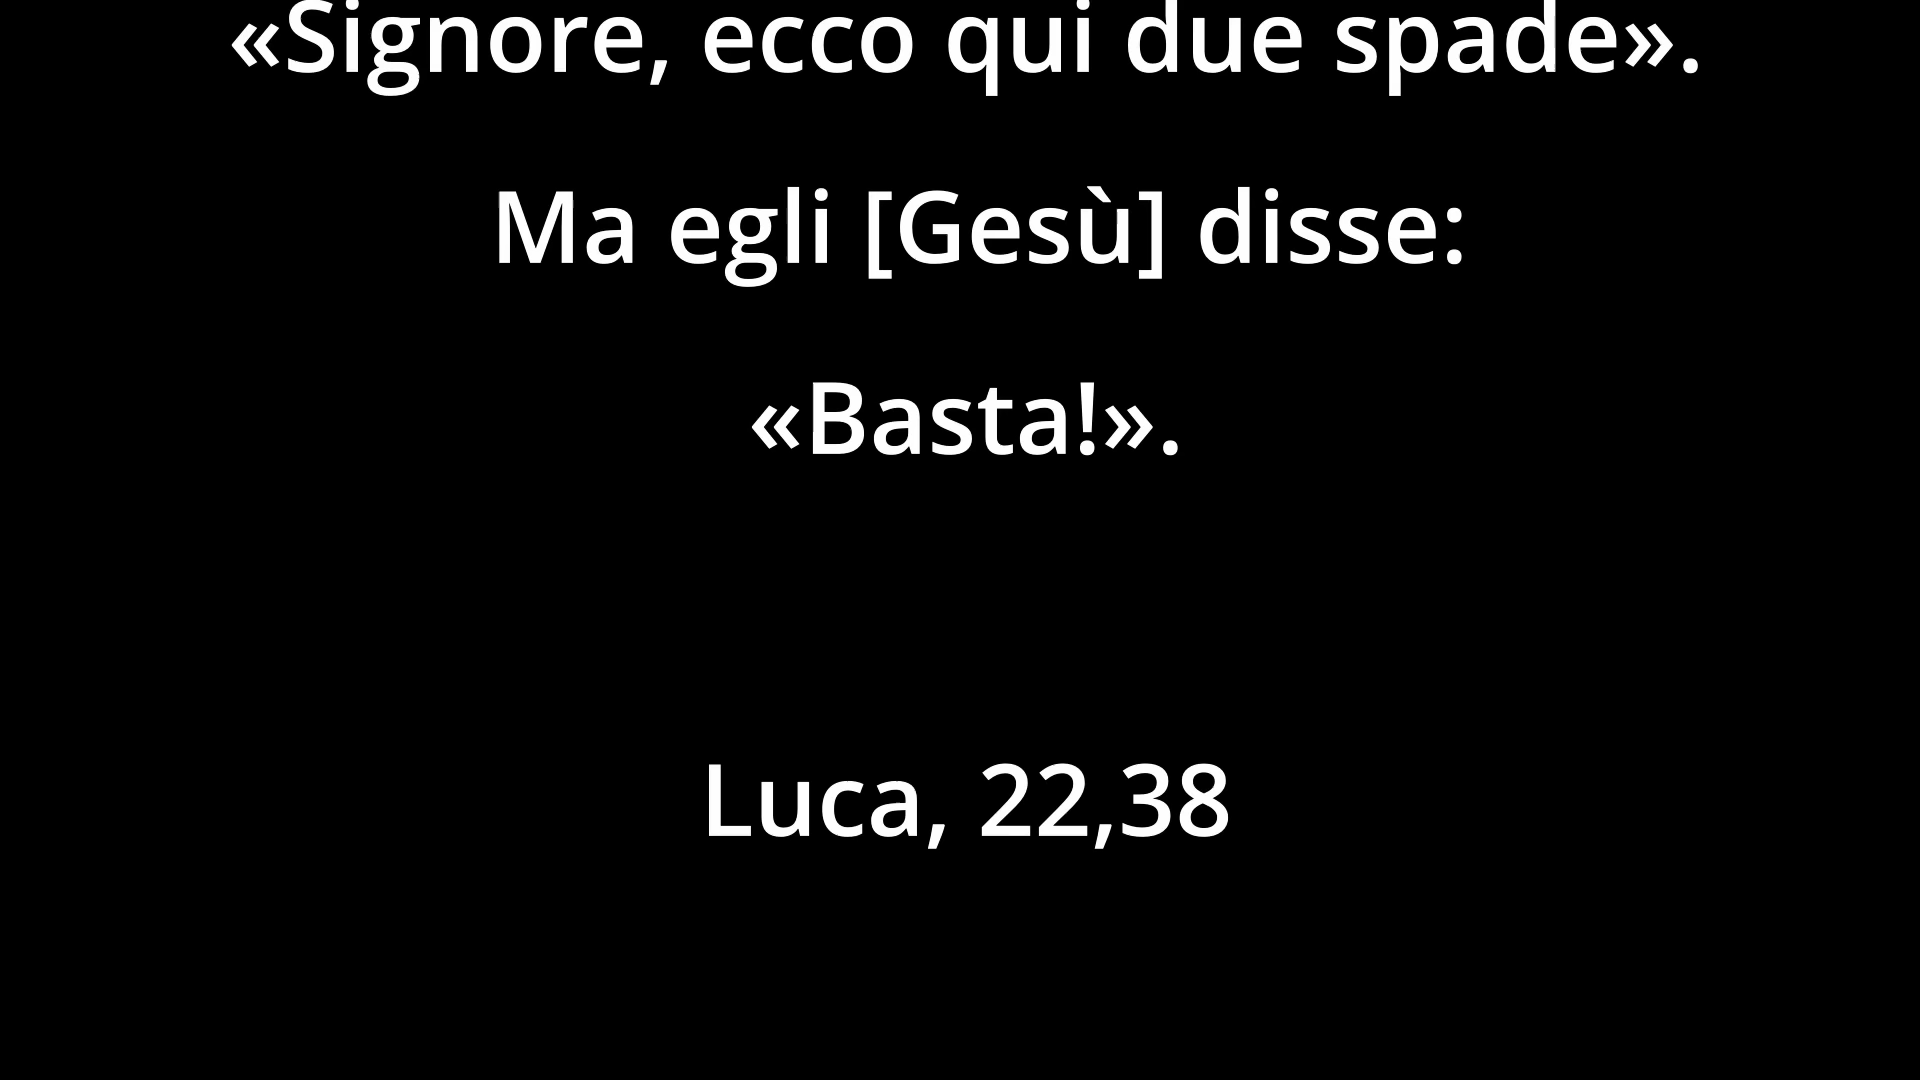 «Signore, ecco qui due spade».
Ma egli [Gesù] disse:
«Basta!».
Luca, 22,38